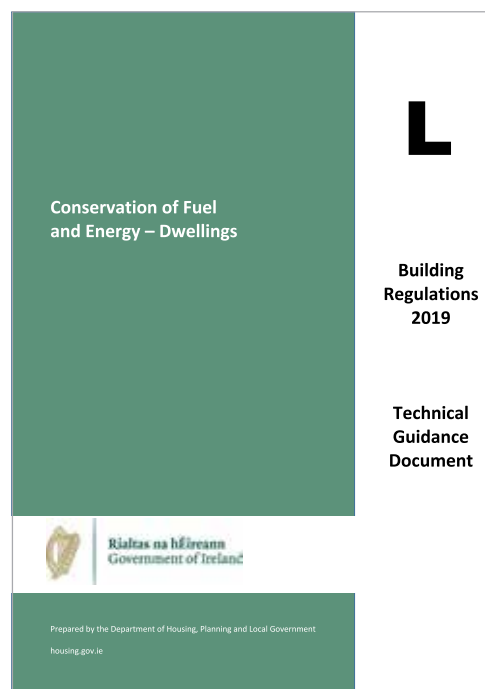 L
Conservation of Fuel
and Energy – Dwellings
Building
Regulations
2019
Technical
Guidance
Document
Rialtas na hÉireann
Government of Ireland
Prepared by the Department of Housing, Planning and Local Government
housing.gov.ie